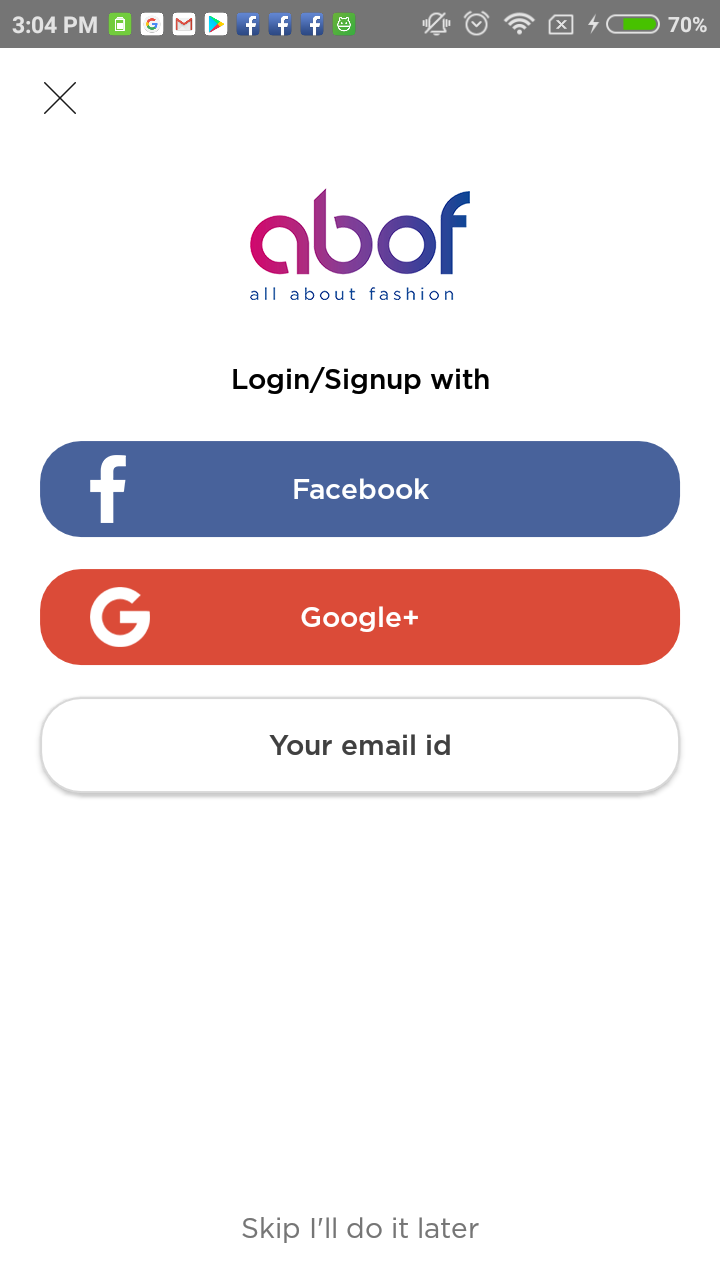 3:04 PM
70%
abof
all about fashion
Login/Signup with
Facebook
Google+
Your email id
Skip I'll do it later